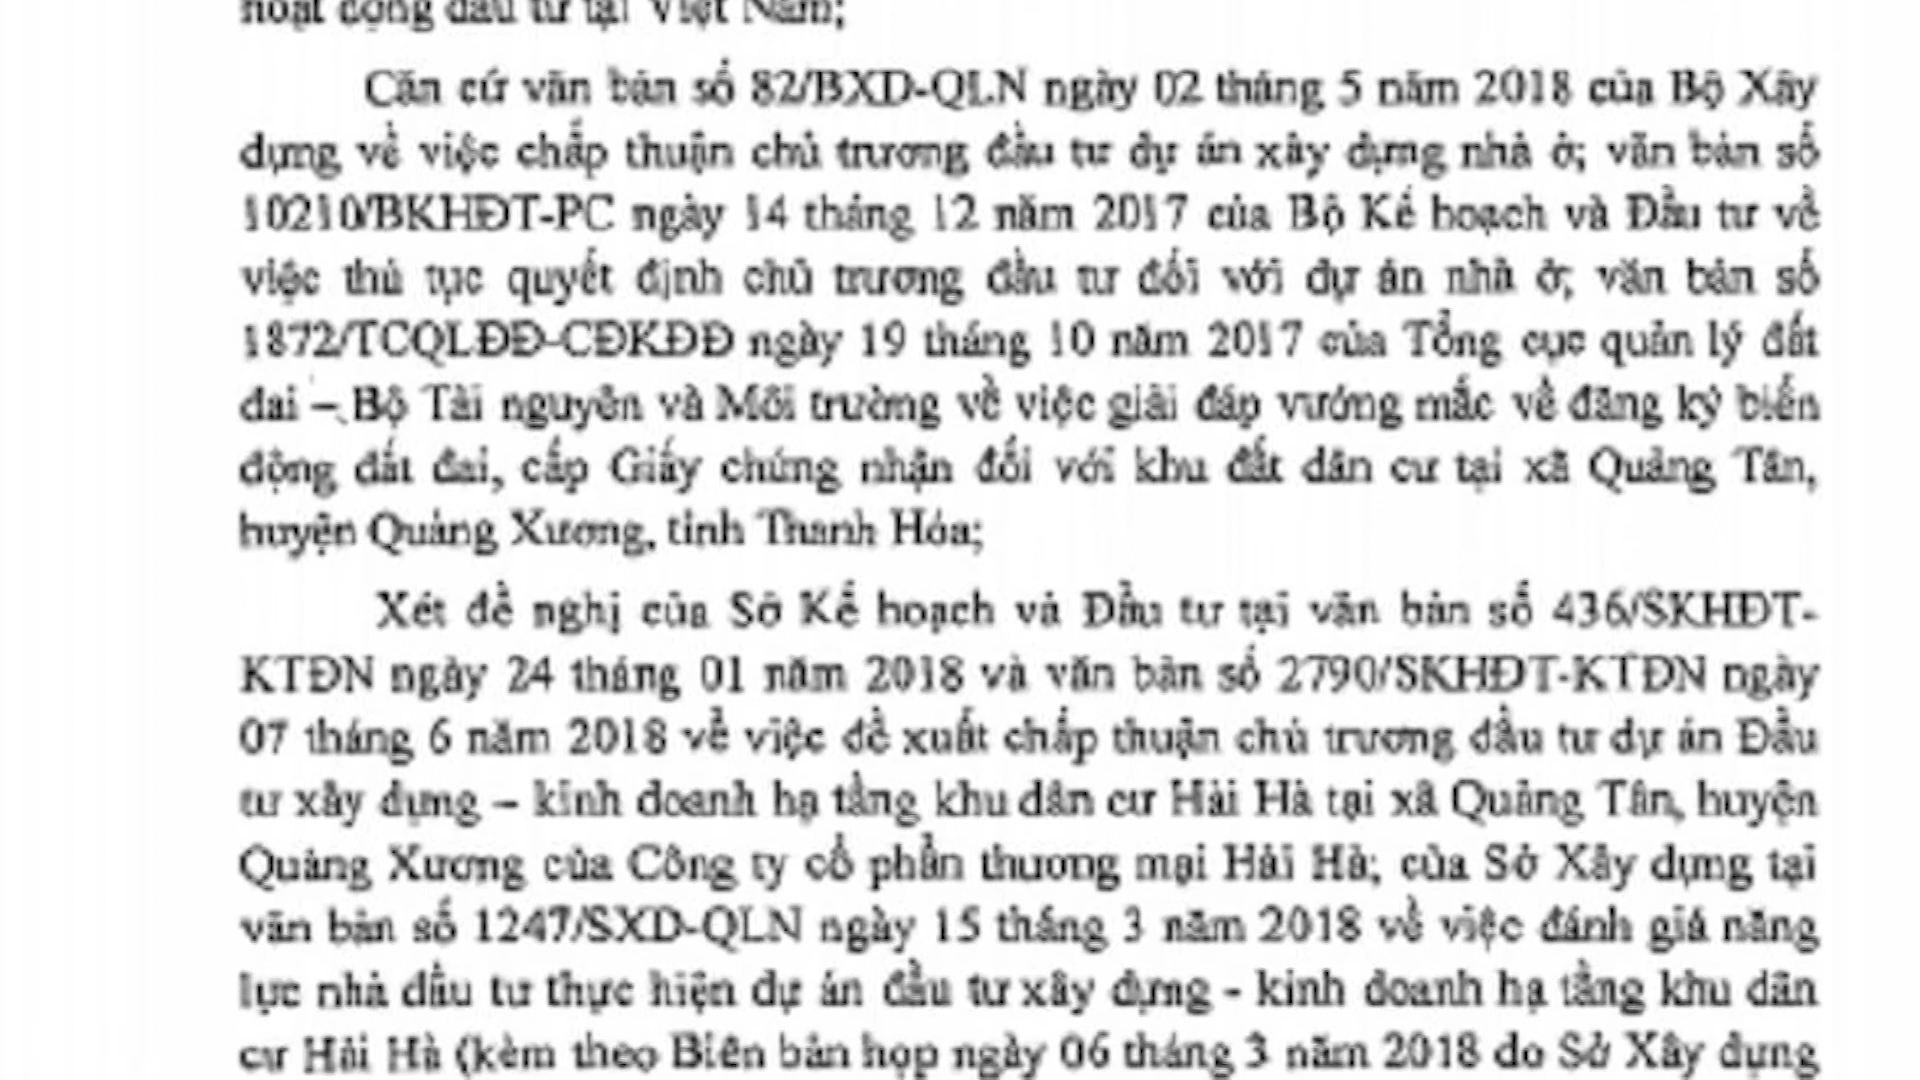 hoạt động đầu tư tại Việt Nam;
Căn cứ văn bản số 82/BXD-QLN ngày 02 tháng 5 năm 2018 của Bộ Xây
dựng về việc chấp thuận chủ trương đầu tư dự án xây dựng nhà ở; văn bản số
10210/BKHĐT-PC ngày 14 tháng 12 năm 2017 của Bộ Kế hoạch và Đầu tư về
việc thủ tục quyết định chủ trương đầu tư đối với dự án nhà ở; văn bản số
1872/TCQLĐĐ-CĐKĐĐ ngày 19 tháng 10 năm 2017 của Tổng cục quản lý đất
đai – Bộ Tài nguyên và Môi trường về việc giải đáp vướng mắc về đăng ký biến
động đất đai, cấp Giấy chứng nhận đối với khu đất dân cư tại xã Quảng Tân,
huyện Quảng Xương, tỉnh Thanh Hóa;
Xét đề nghị của Sở Kế hoạch và Đầu tư tại văn bản số 436/SKHĐT-
KTĐN ngày 24 tháng 01 năm 2018 và văn bản số 2790/SKHĐT-KTĐN ngày
07 tháng 6 năm 2018 về việc đề xuất chấp thuận chủ trương đầu tư dự án Đầu
tư xây dựng – kinh doanh hạ tầng khu dân cư Hải Hà tại xã Quảng Tân, huyện
Quảng Xương của Công ty cổ phần thương mại Hải Hà; của Sở Xây dựng tại
văn bản số 1247/SXD-QLN ngày 15 tháng 3 năm 2018 về việc đánh giá năng
lực nhà đầu tư thực hiện dự án đầu tư xây dựng - kinh doanh hạ tầng khu dân
cư Hải Hà (kèm theo Biên bản họp ngày 06 tháng 3 năm 2018 do Sở Xây dựng